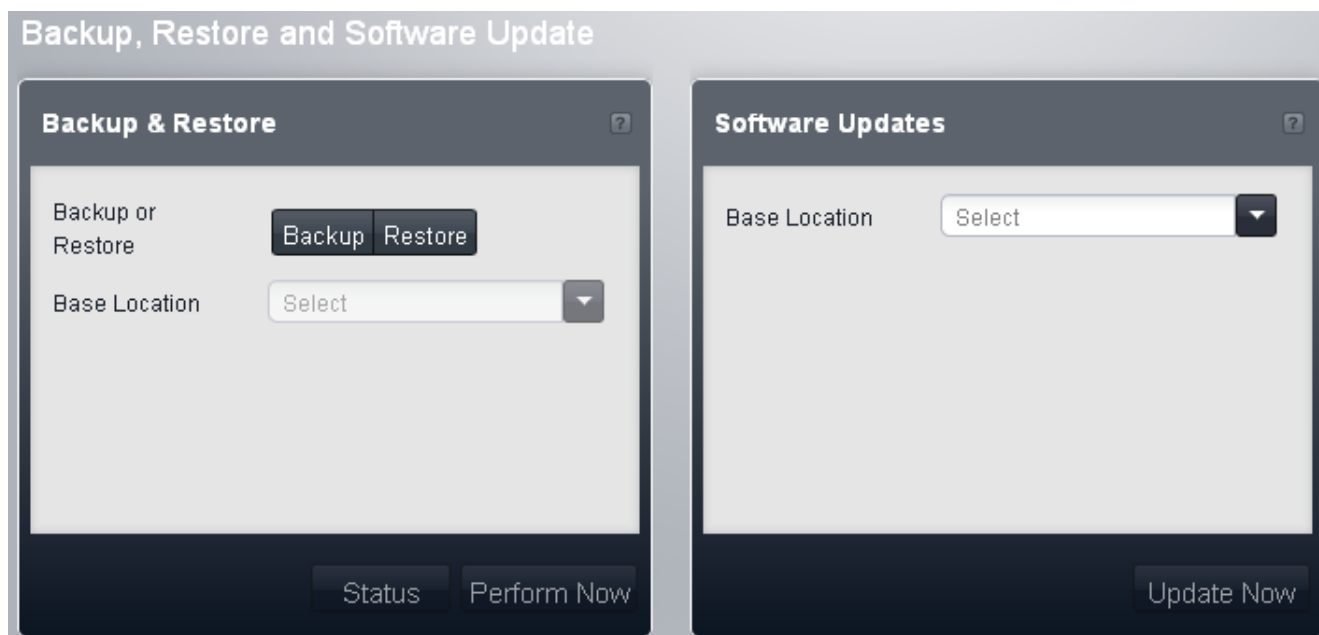 Backup, Restore and Software Update
Backup & Restore ?
Backup or
Restore
Backup Restore
Base Location Select
Status Perform Now
Software Updates ?
Base Location Select
Update Now